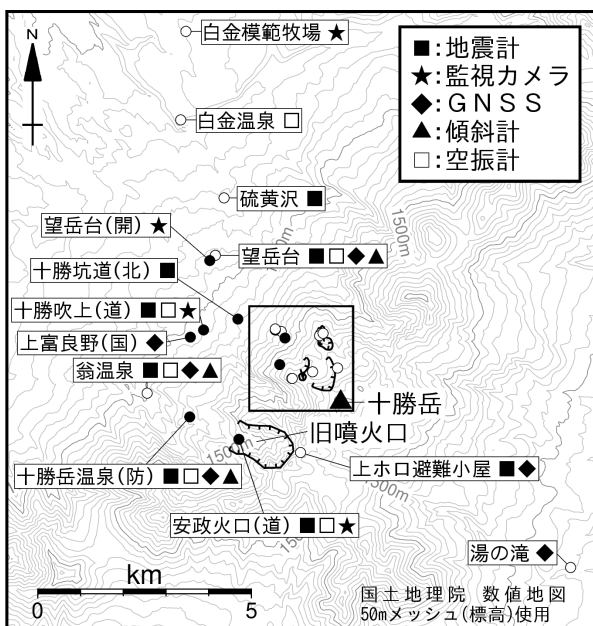 N
白金模範牧場 ★
■:地震計
★:監視カメラ
◆:GNSS
▲:傾斜計
□:空振計
白金温泉 □
硫黄沢 ■
1500m
望岳台(開) ★
望岳台 ■□◆▲
1500m
十勝坑道(北) ■
十勝吹上(道) ■□★
上富良野(国) ◆
翁温泉 ■□◆▲
十勝岳
旧噴火口
1500m
十勝岳温泉(防) ■□◆▲
上ホロ避難小屋 ■◆
1500m
安政火口(道) ■□★
湯の滝 ◆
km
0 5
国土地理院 数値地図
50mメッシュ(標高)使用